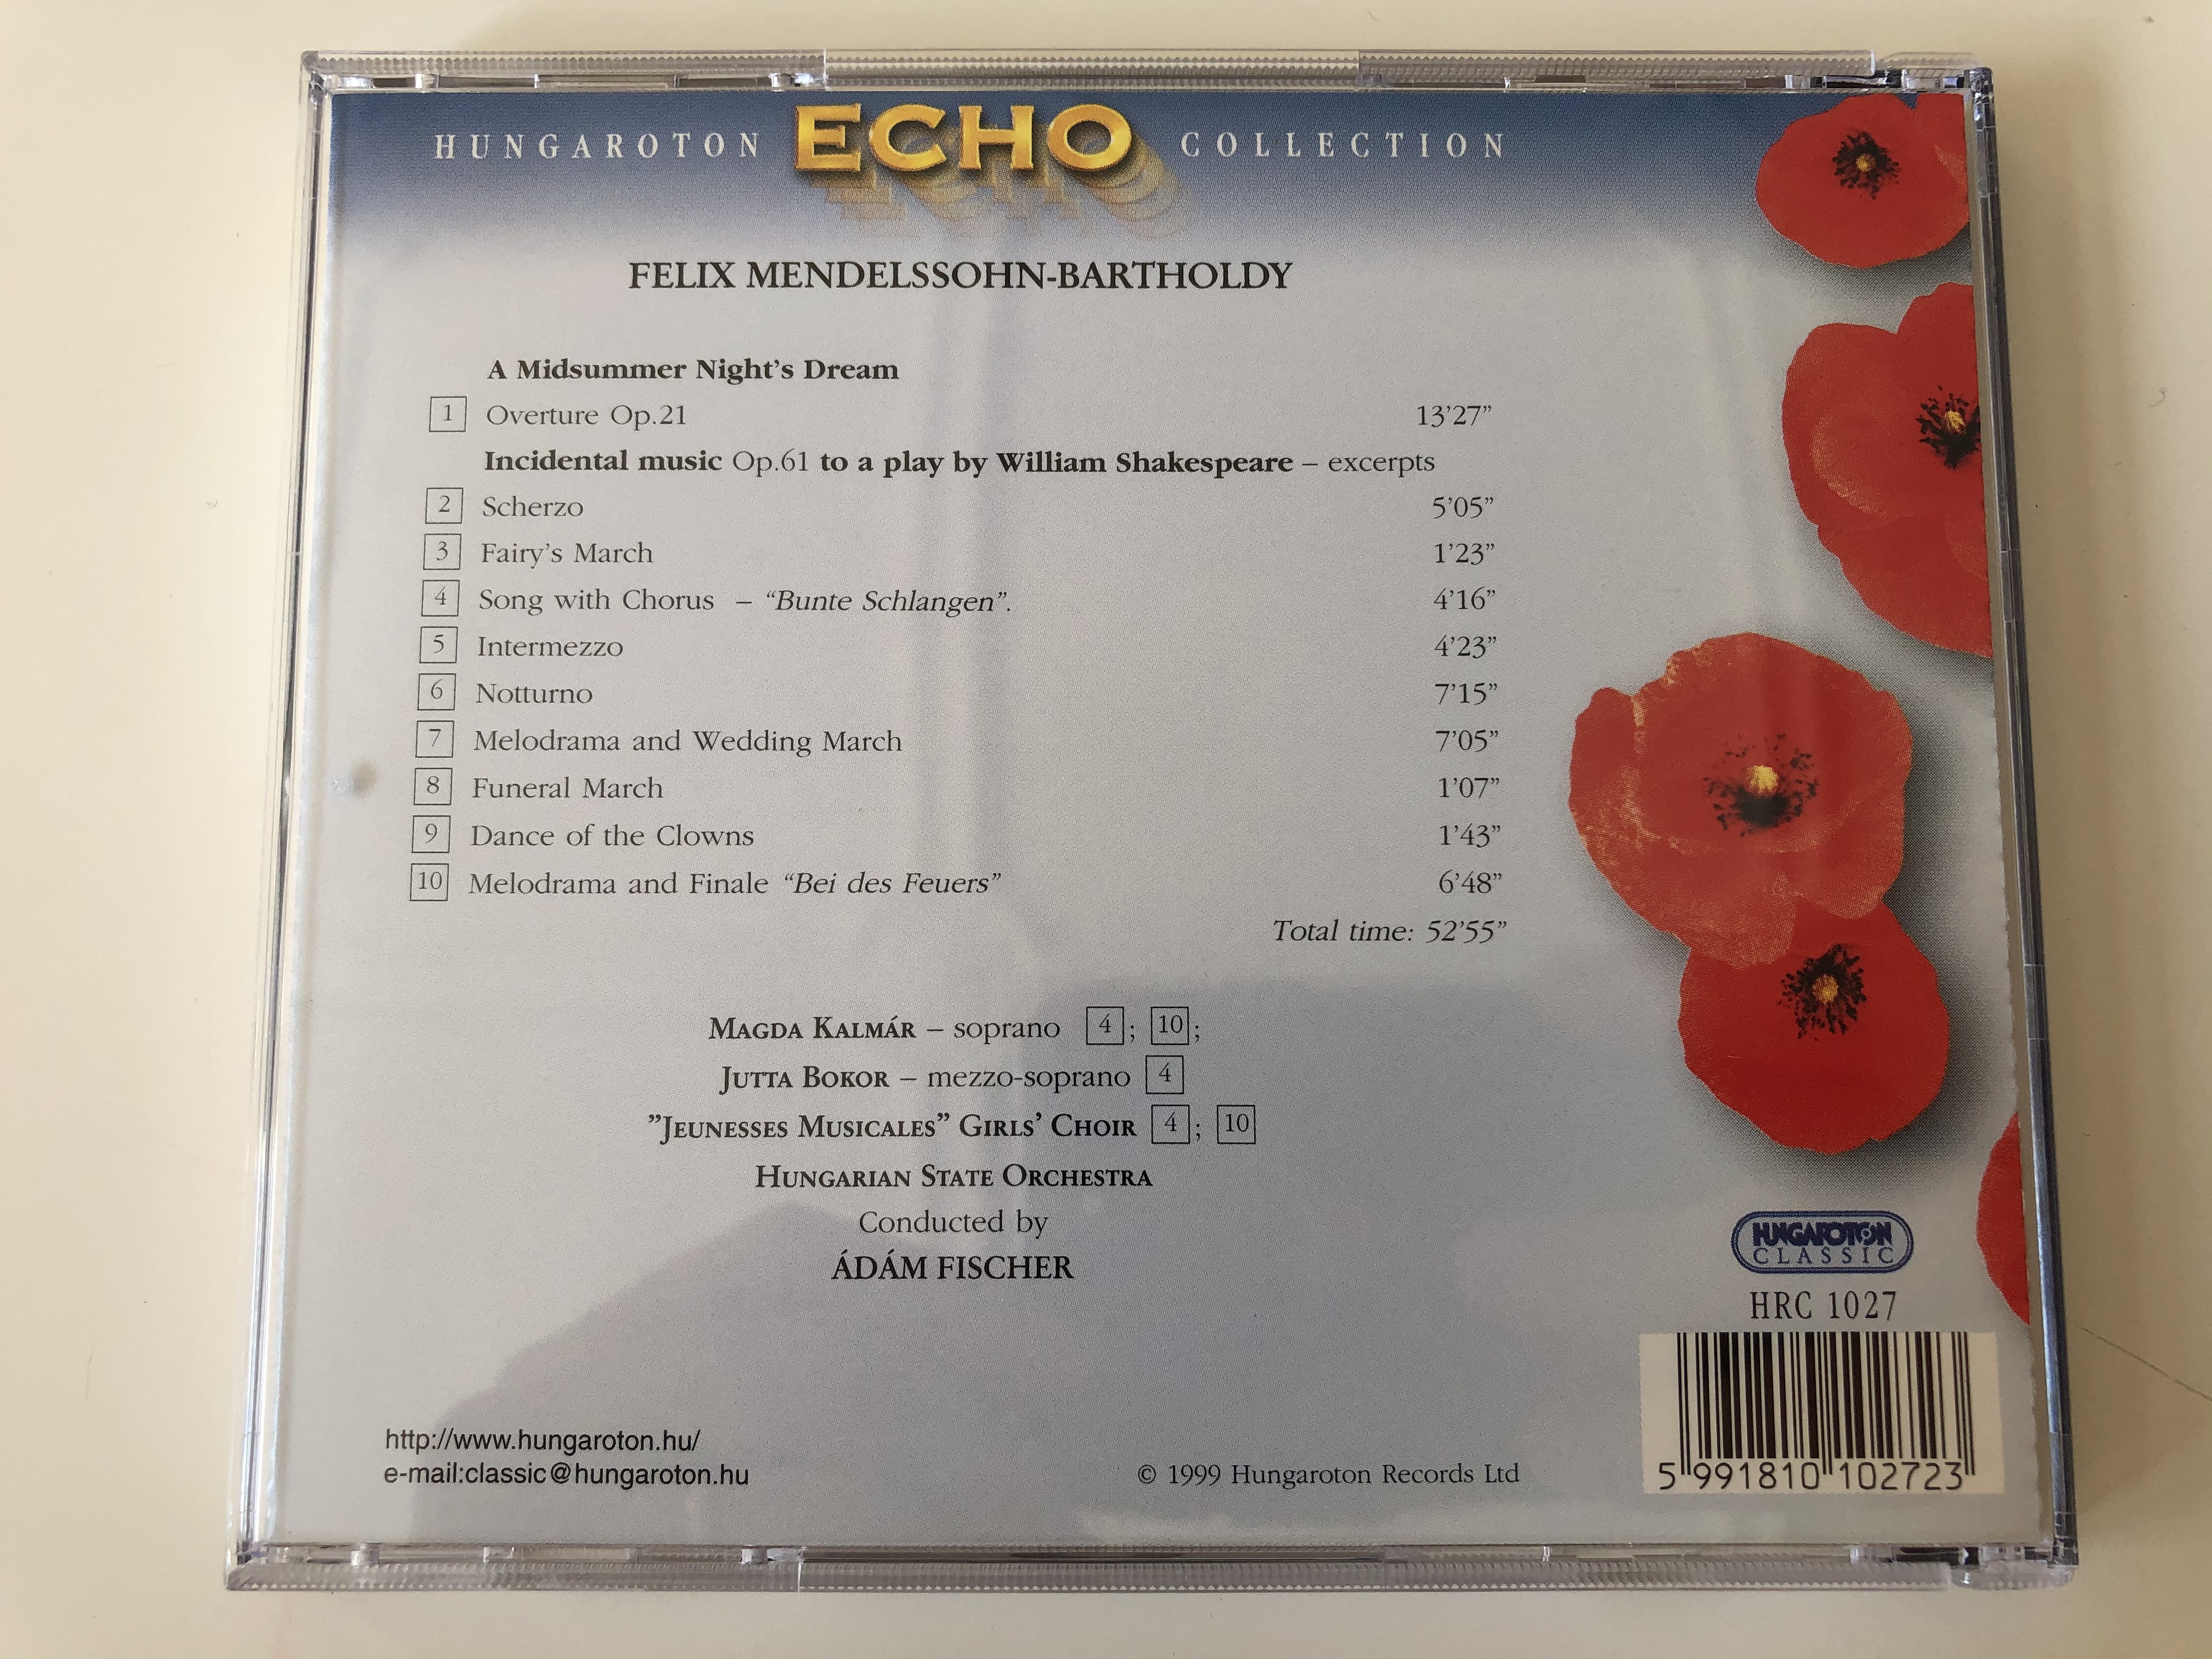 HUNGAROTON ECHO COLLECTION
FELIX MENDELSSOHN-BARTHOLDY
A Midsummer Night's Dream
1 Overture Op.21 13'27"
Incidental music Op.61 to a play by William Shakespeare – excerpts
2 Scherzo 5'05"
3 Fairy's March 1'23"
4 Song with Chorus – "Bunte Schlangen". 4'16"
5 Intermezzo 4'23"
6 Notturno 7'15"
7 Melodrama and Wedding March 7'05"
8 Funeral March 1'07"
9 Dance of the Clowns 1'43"
10 Melodrama and Finale "Bei des Feuers" 6'48"
Total time: 52'55"
MAGDA KALMÁR – soprano 4 ; 10 ;
JUTTA BOKOR – mezzo-soprano 4
"JEUNESSES MUSICALES" GIRLS' CHOIR 4 ; 10
HUNGARIAN STATE ORCHESTRA
Conducted by
ÁDÁM FISCHER
HUNGAROTON
CLASSIC
HRC 1027
http://www.hungaroton.hu/
e-mail:classic@hungaroton.hu
© 1999 Hungaroton Records Ltd
5 991810 102723